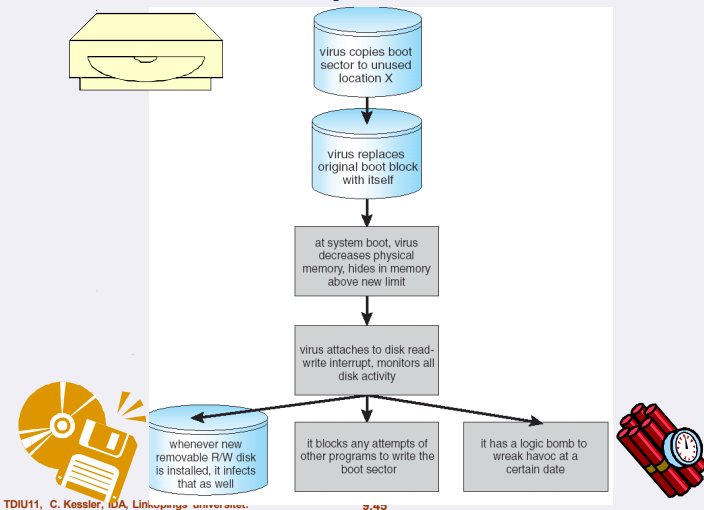 virus copies boot
sector to unused
location X
virus replaces
original boot block
with itself
at system boot, virus
decreases physical
memory, hides in memory
above new limit
virus attaches to disk read-
write interrupt, monitors all
disk activity
whenever new
removable R/W disk
is installed, it infects
that as well
it blocks any attempts of
other programs to write the
boot sector
it has a logic bomb to
wreak havoc at a
certain date
TDIU11, C. Kessler, IDA, Linköpings universitet.
9.45